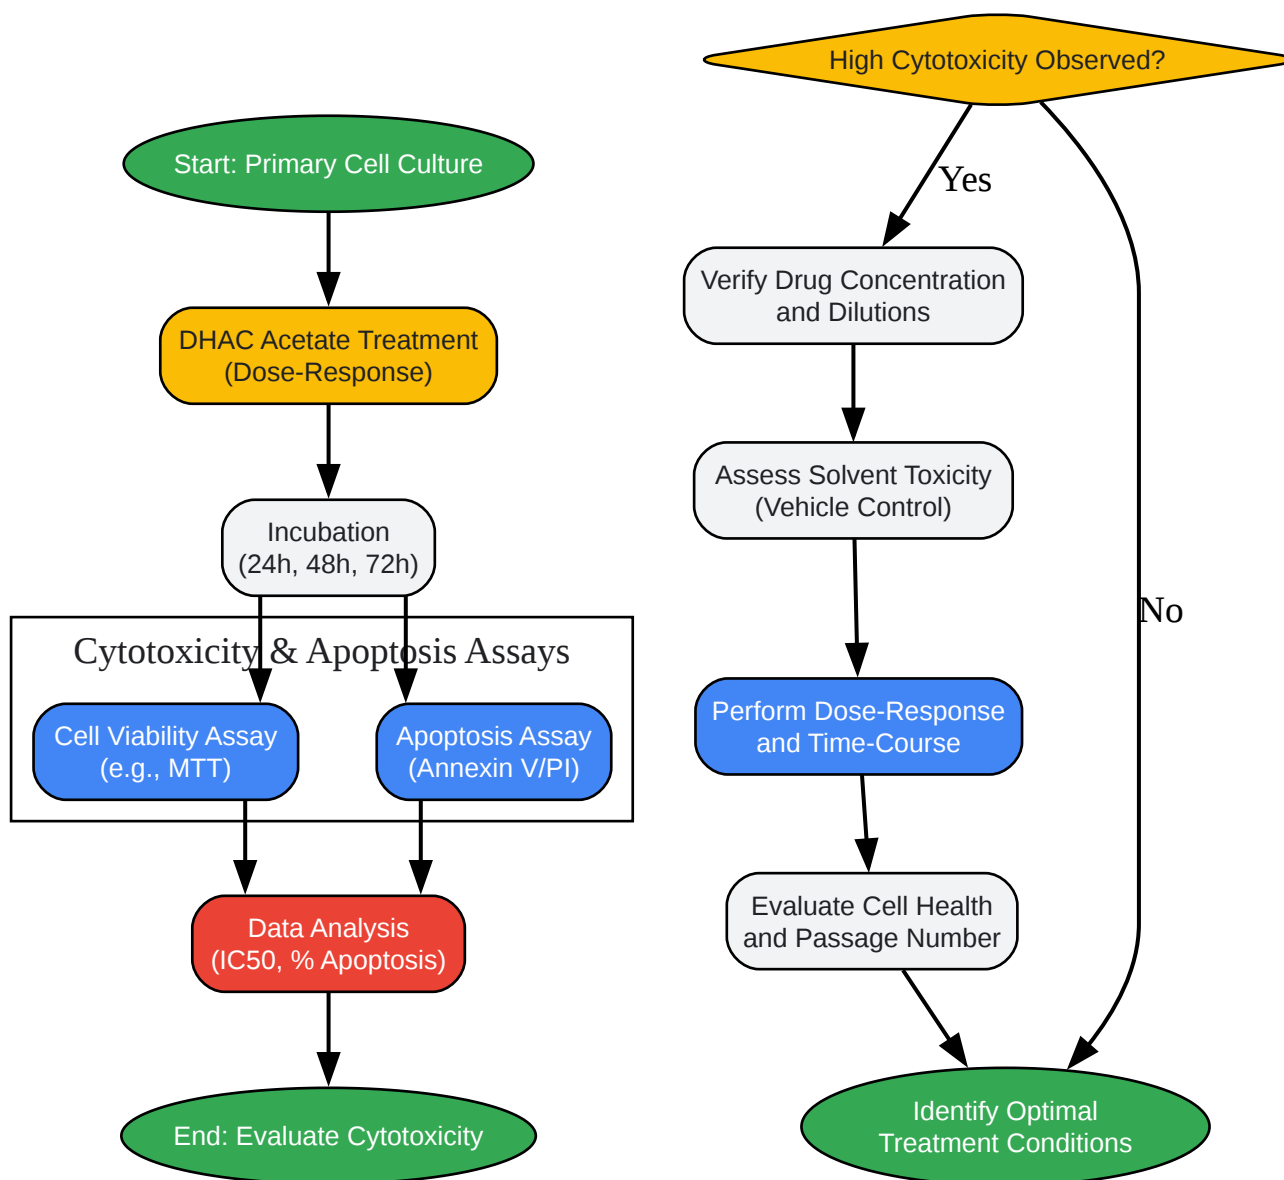 Start: Primary Cell Culture
DHAC Acetate Treatment
(Dose-Response)
Incubation
(24h, 48h, 72h)
Cytotoxicity & Apoptosis Assays
Cell Viability Assay
(e.g., MTT)
Apoptosis Assay
(Annexin V/PI)
Data Analysis
(IC50, % Apoptosis)
End: Evaluate Cytotoxicity
High Cytotoxicity Observed?
Yes
Verify Drug Concentration
and Dilutions
Assess Solvent Toxicity
(Vehicle Control)
No
Perform Dose-Response
and Time-Course
Evaluate Cell Health
and Passage Number
Identify Optimal
Treatment Conditions